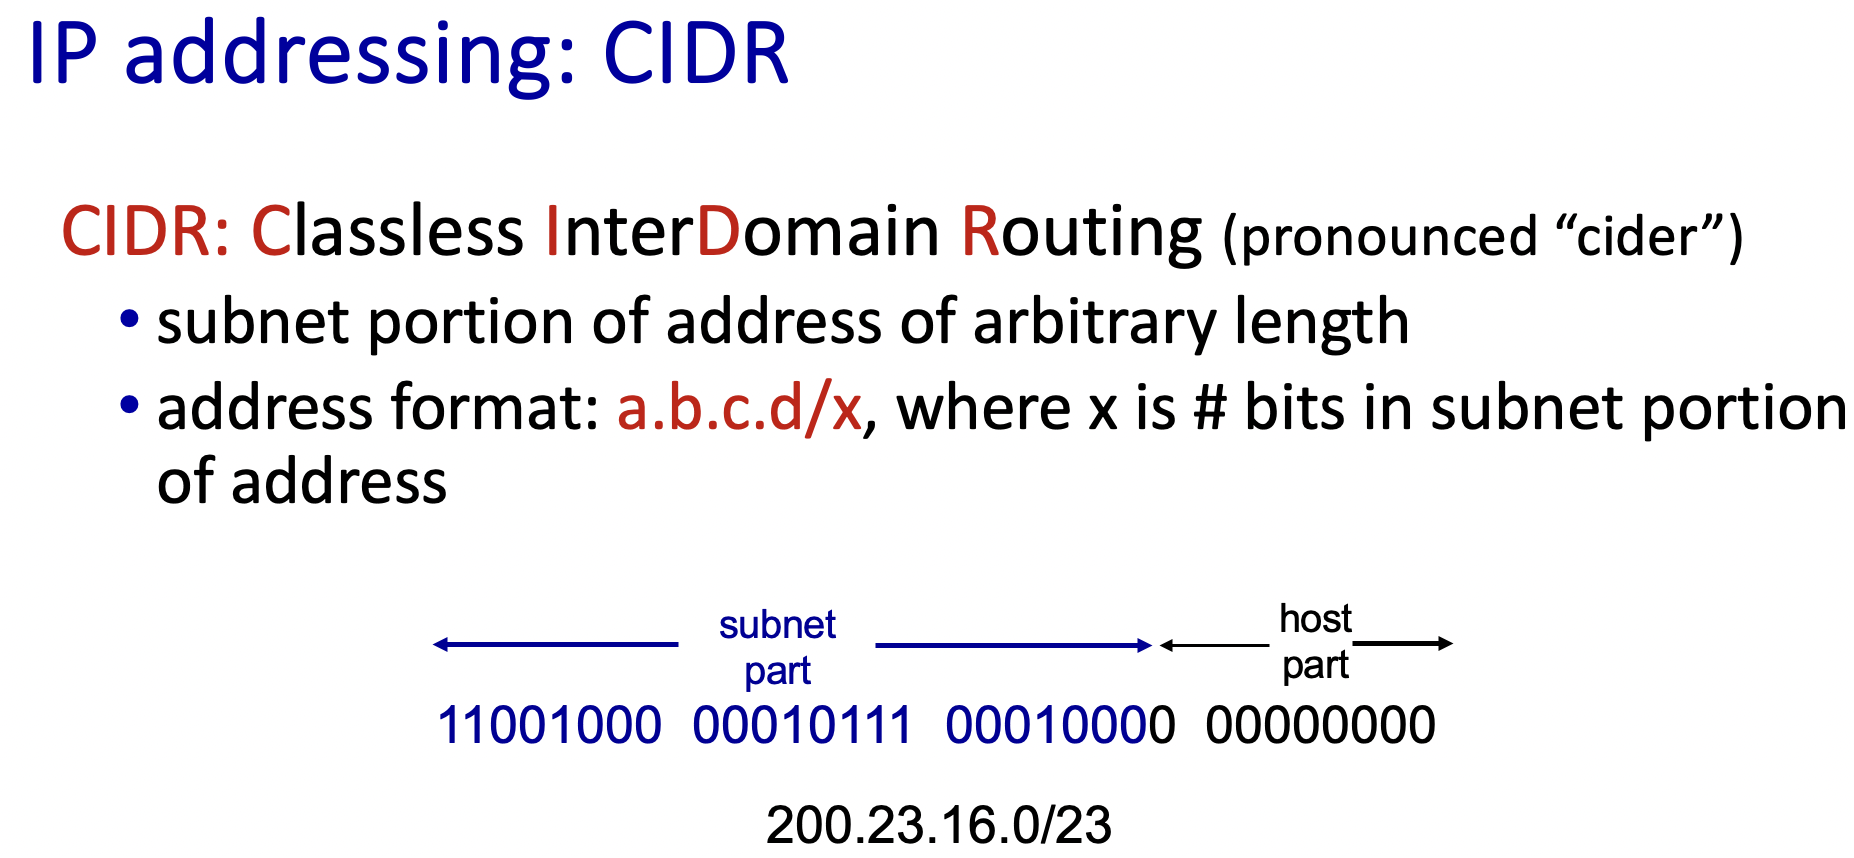 IP addressing: CIDR
CIDR: Classless InterDomain Routing (pronounced “cider”)
• subnet portion of address of arbitrary length
• address format: a.b.c.d/x, where x is # bits in subnet portion
of address
subnet
part
host
part
11001000 00010111 00010000 00000000
200.23.16.0/23